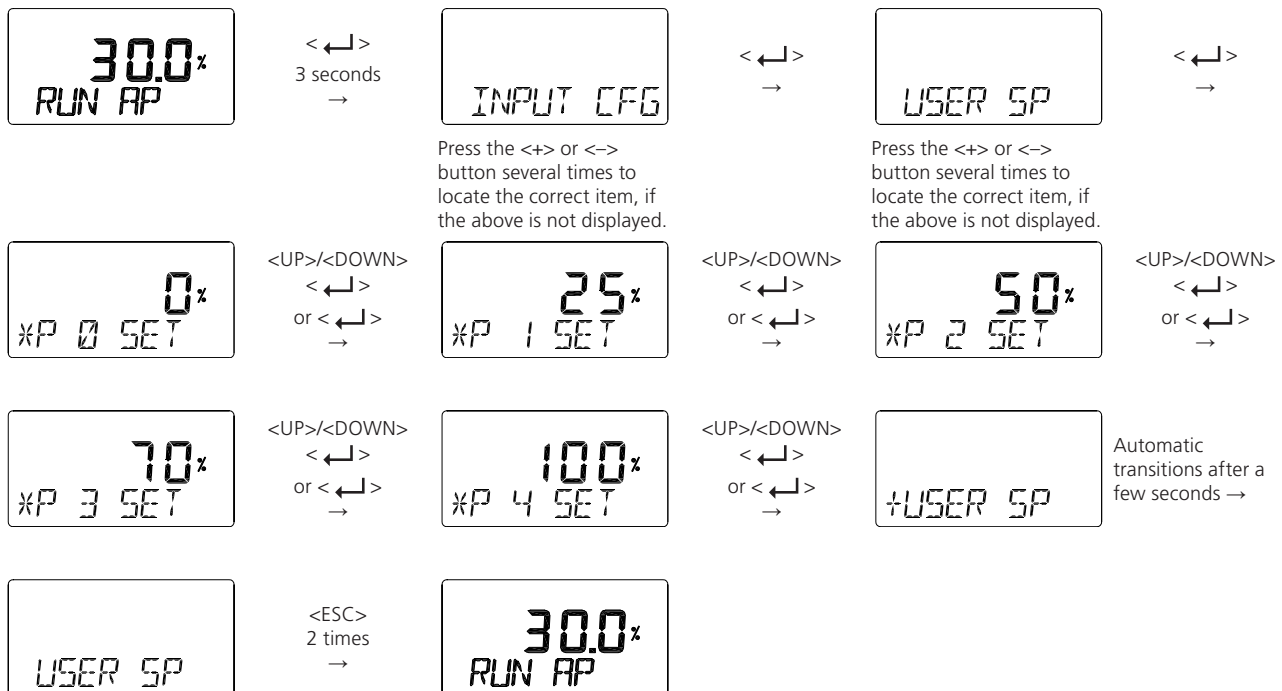 30.0%
RUN AP
< ↵ >
3 seconds
→
INPUT CFG
Press the <+> or <–>
button several times to
locate the correct item, if
the above is not displayed.
< ↵ >
→
USER SP
Press the <+> or <–>
button several times to
locate the correct item, if
the above is not displayed.
< ↵ >
→
0%
*P 0 SET
<UP>/<DOWN>
< ↵ >
or < ↵ >
→
25%
*P 1 SET
<UP>/<DOWN>
< ↵ >
or < ↵ >
→
50%
*P 2 SET
<UP>/<DOWN>
< ↵ >
or < ↵ >
→
70%
*P 3 SET
<UP>/<DOWN>
< ↵ >
or < ↵ >
→
100%
*P 4 SET
<UP>/<DOWN>
< ↵ >
or < ↵ >
→
+USER SP
Automatic
transitions after a
few seconds →
USER SP
<ESC>
2 times
→
30.0%
RUN AP